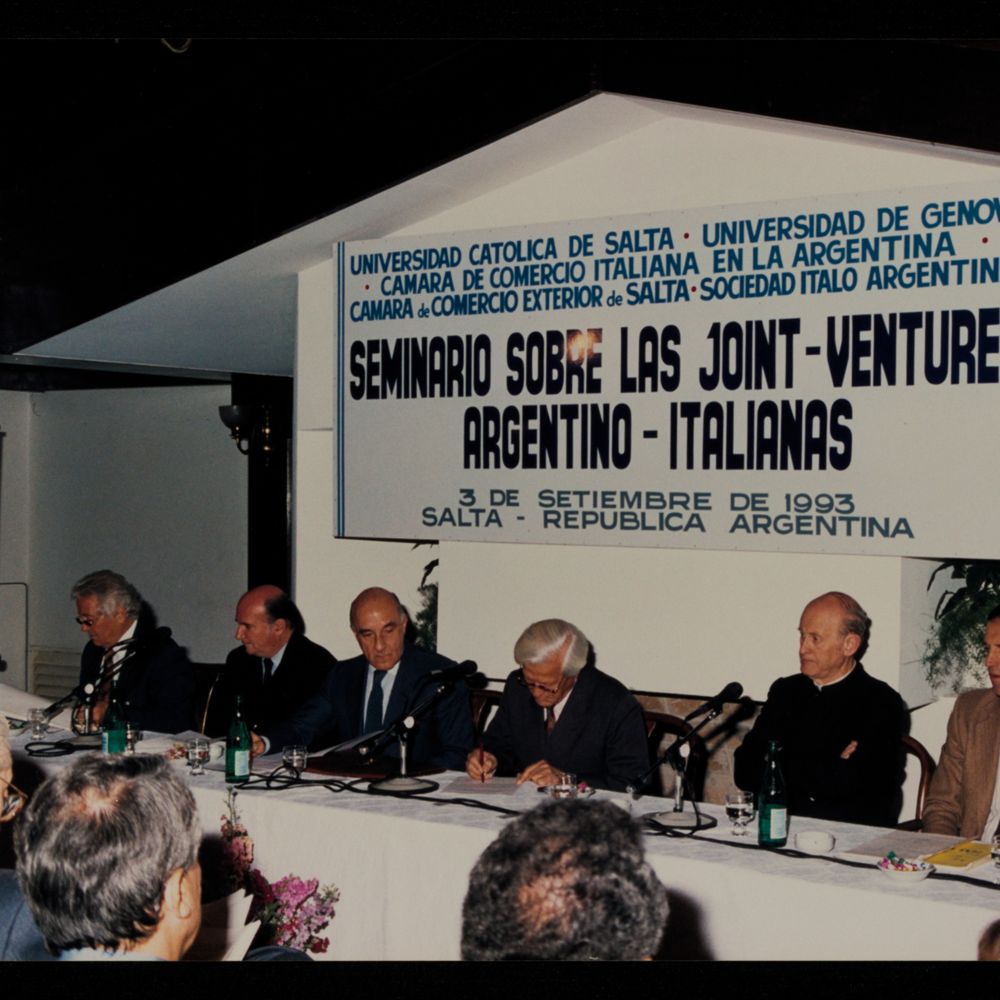 UNIVERSIDAD CATOLICA DE SALTA · UNIVERSIDAD DE GENOV
· CAMARA DE COMERCIO ITALIANA EN LA ARGENTINA ·
CAMARA de COMERCIO EXTERIOR de SALTA · SOCIEDAD ITALO ARGENTIN
SEMINARIO SOBRE LAS JOINT-VENTURE
ARGENTINO - ITALIANAS
3 DE SETIEMBRE DE 1993
SALTA - REPUBLICA ARGENTINA